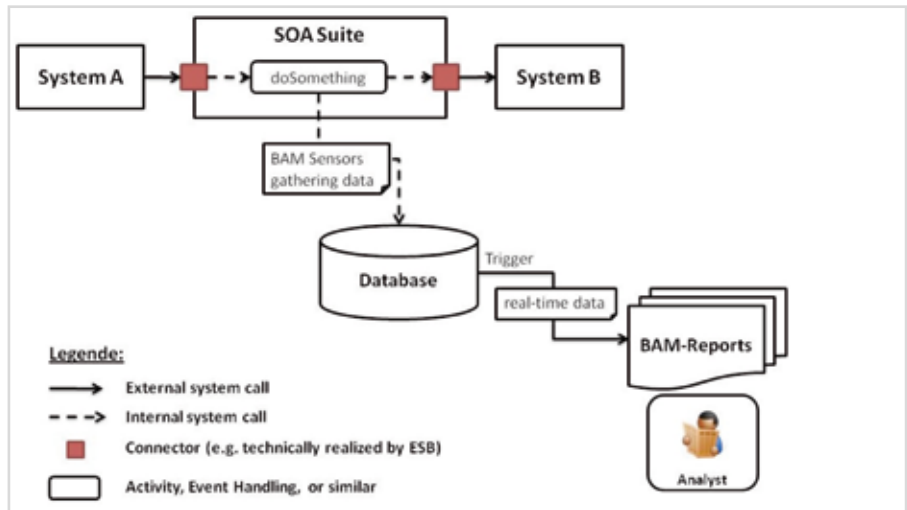 SOA Suite
System A
doSomething
System B
BAM Sensors
gathering data
Database
Trigger
real-time data
BAM-Reports
Analyst
Legende:
External system call
Internal system call
Connector (e.g. technically realized by ESB)
Activity, Event Handling, or similar